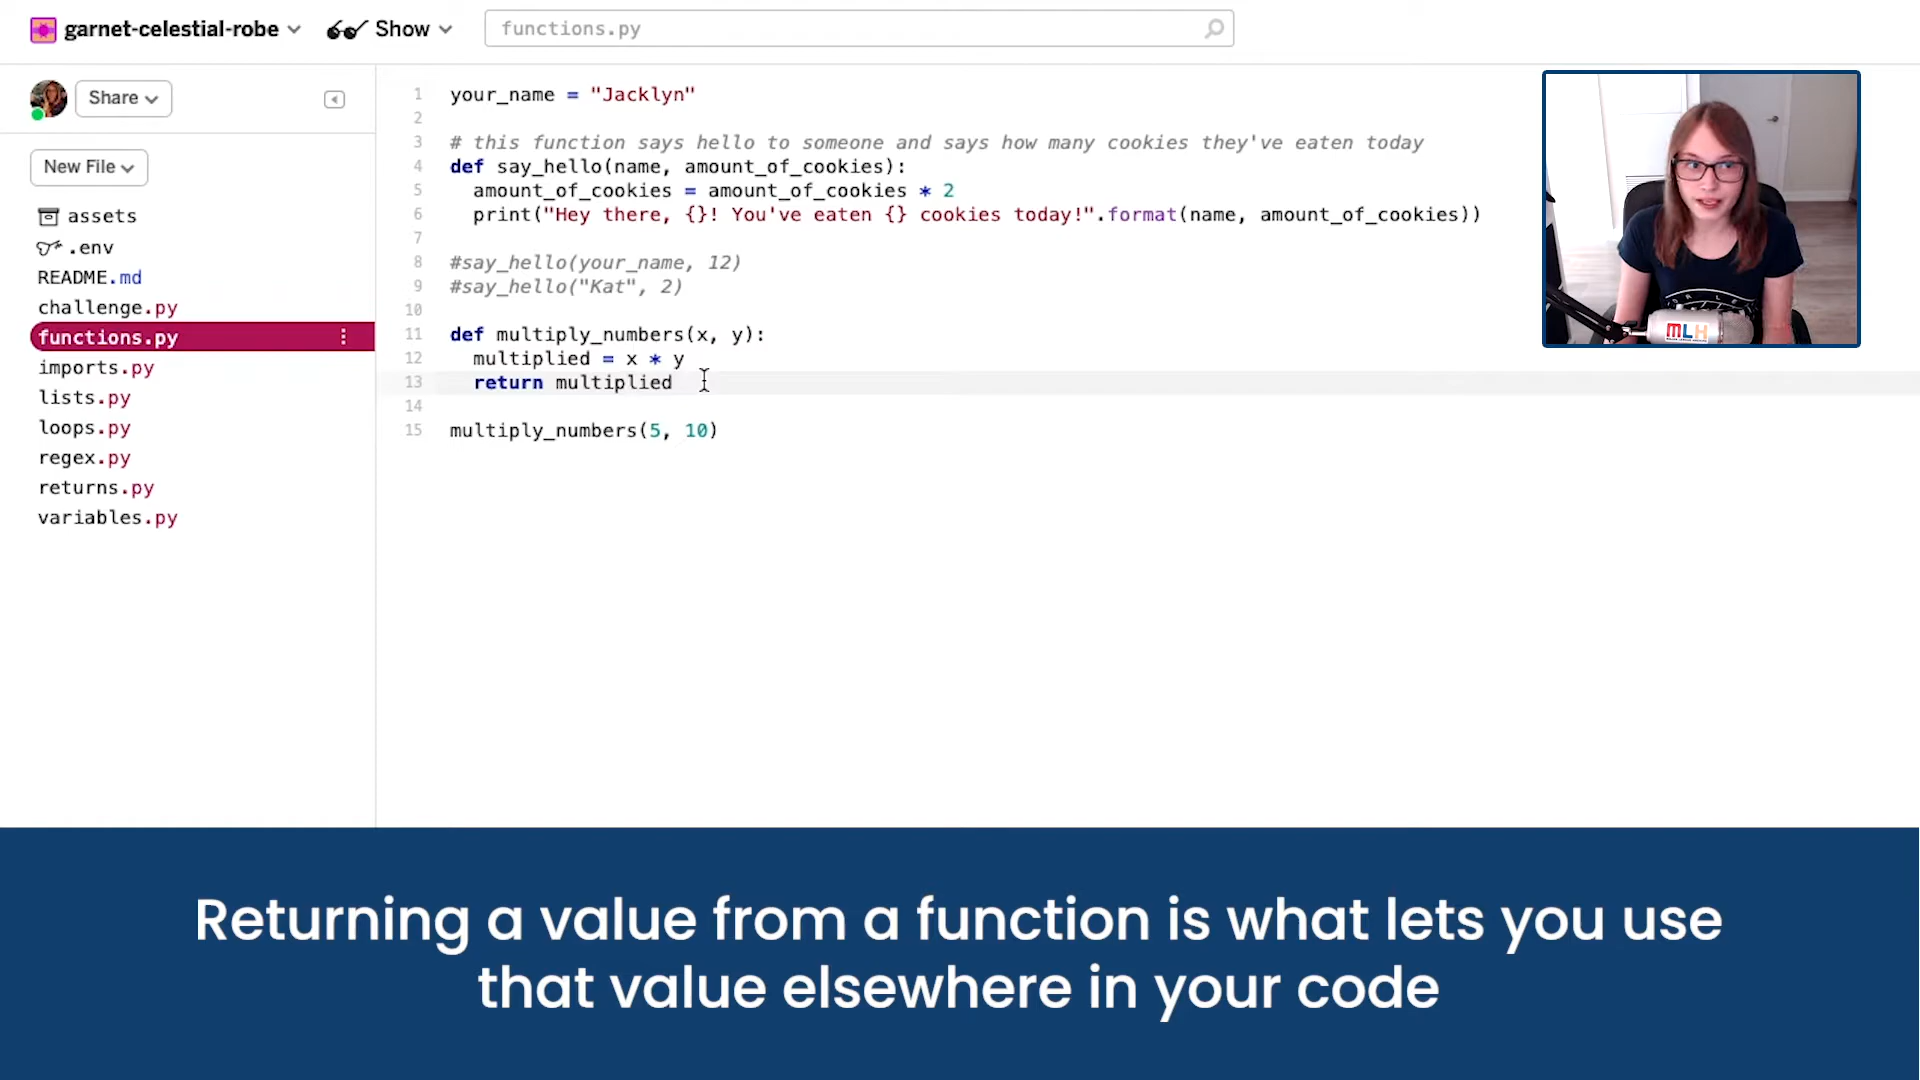 garnet-celestial-robe
Show
functions.py
Share
New File
assets
.env
README.md
challenge.py
functions.py
imports.py
lists.py
loops.py
regex.py
returns.py
variables.py
1 your_name = "Jacklyn"
2
3 # this function says hello to someone and says how many cookies they've eaten today
4 def say_hello(name, amount_of_cookies):
5   amount_of_cookies = amount_of_cookies * 2
6   print("Hey there, {}! You've eaten {} cookies today!".format(name, amount_of_cookies))
7
8 #say_hello(your_name, 12)
9 #say_hello("Kat", 2)
10
11 def multiply_numbers(x, y):
12   multiplied = x * y
13   return multiplied
14
15 multiply_numbers(5, 10)
MLH
Returning a value from a function is what lets you use
that value elsewhere in your code